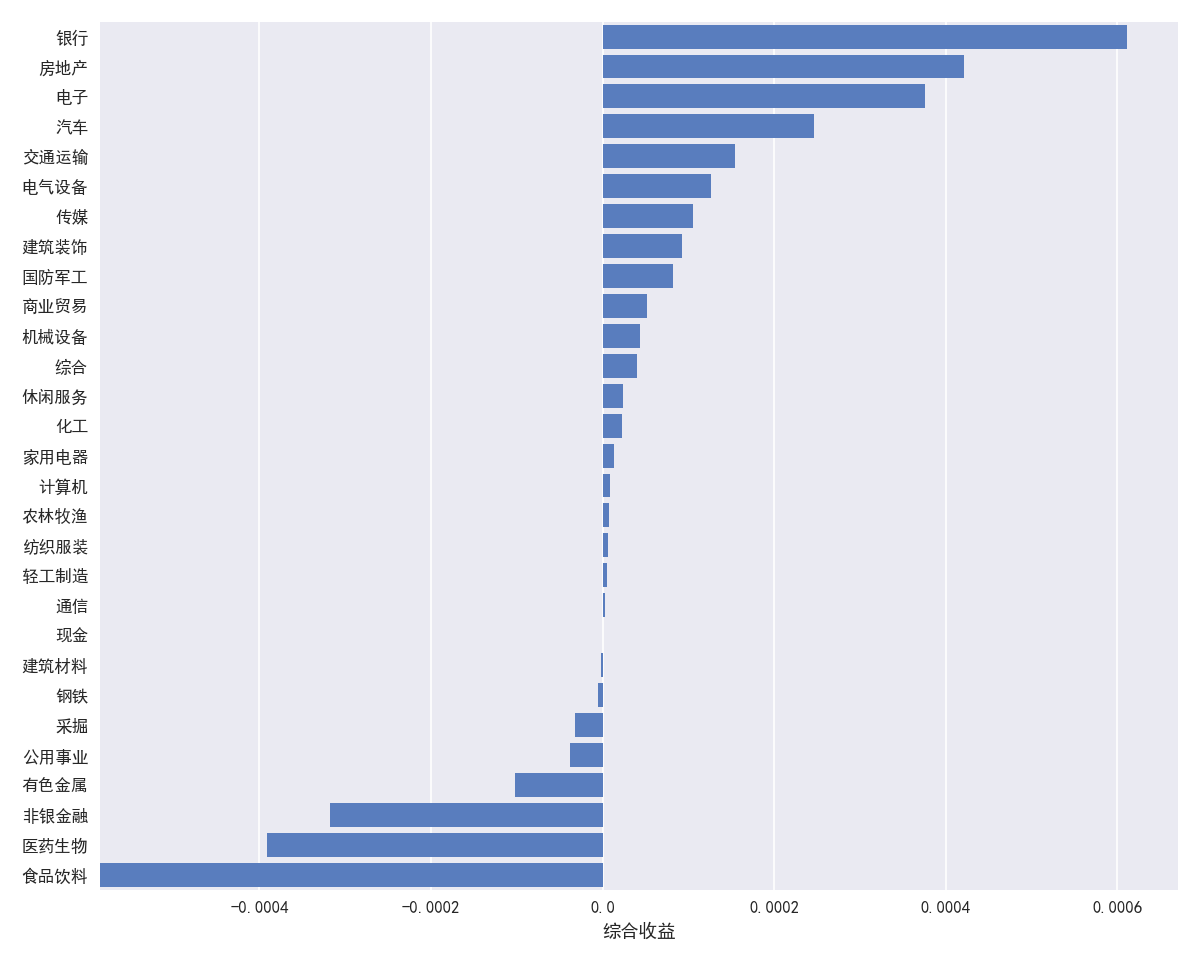 银行
房地产
电子
汽车
交通运输
电气设备
传媒
建筑装饰
国防军工
商业贸易
机械设备
综合
休闲服务
化工
家用电器
计算机
农林牧渔
纺织服装
轻工制造
通信
现金
建筑材料
钢铁
采掘
公用事业
有色金属
非银金融
医药生物
食品饮料
-0.0004 -0.0002 0.0 0.0002 0.0004 0.0006
综合收益